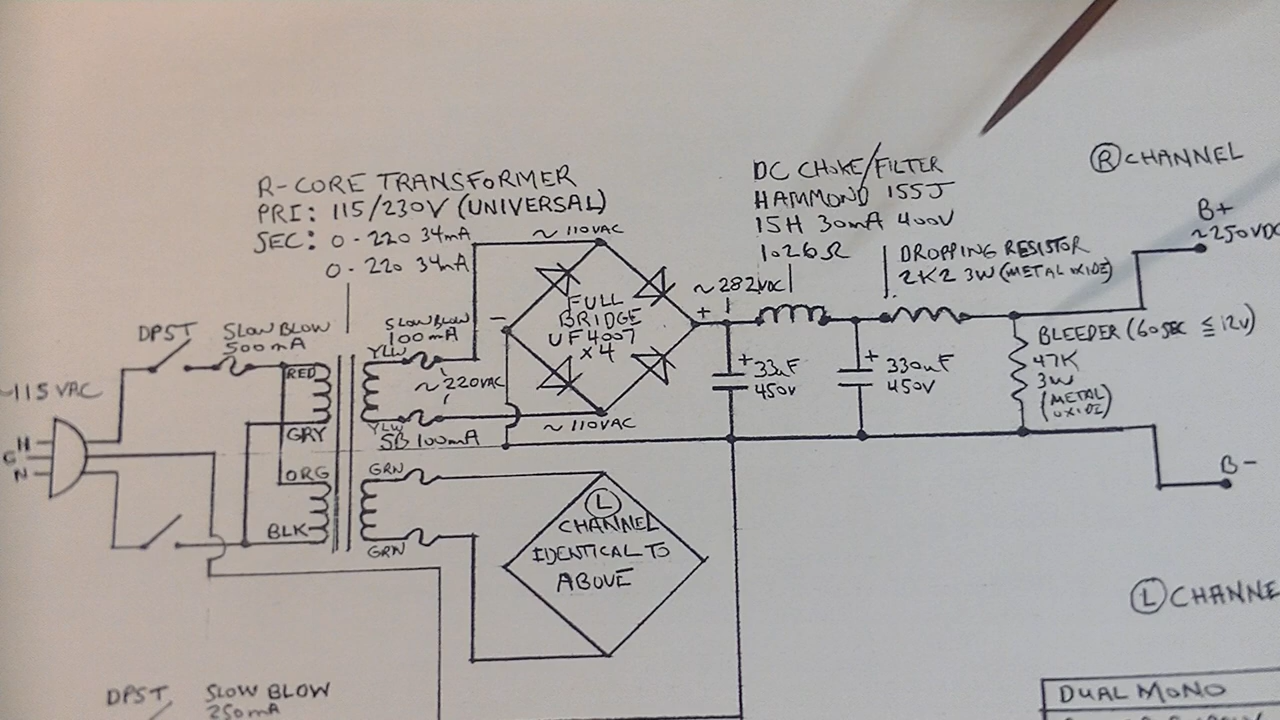 R-CORE TRANSFORMER
PRI: 115/230V (UNIVERSAL)
SEC: 0-220 34mA
0-220 34mA
~110VAC
DC CHOKE/FILTER
HAMMOND 155J
15H 30mA 400V
1.026Ω
DROPPING RESISTOR
2K2 3W (METAL OXIDE)
R CHANNEL
B+
~250VDC
DPST
SLOW BLOW
500mA
~115VAC
H
G
N
RED
GRY
ORG
BLK
YLW
SLOW BLOW
100mA
~220VAC
YLW
SB 100mA
GRN
GRN
-
FULL
BRIDGE
UF4007
x4
+
~110VAC
~282VDC
+
33uF
450V
+
330uF
450V
BLEEDER (60SEC ≤ 12V)
47K
3W
(METAL
OXIDE)
B-
L
CHANNEL
IDENTICAL TO
ABOVE
L CHANNE
DPST
SLOW BLOW
250mA
DUAL MONO